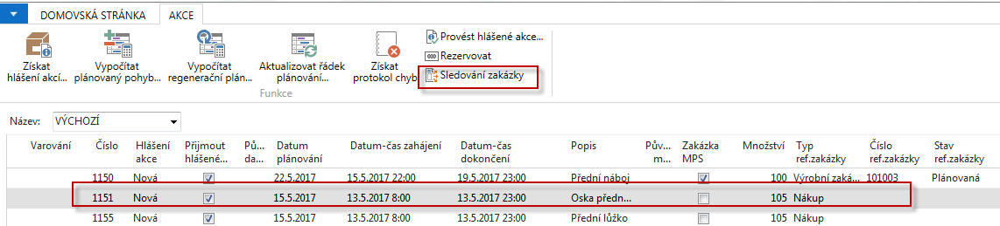 DOMOVSKÁ STRÁNKA AKCE
Získat hlášení akcí...
Vypočítat plánovaný pohyb...
Vypočítat regenerační plán...
Aktualizovat řádek plánování...
Získat protokol chyb
Provést hlášené akce...
Rezervovat
Sledování zakázky
Funkce
Název: VÝCHOZÍ
Varování Číslo Hlášení akce Přijmout hlášené... Pů... da... Datum plánování Datum-čas zahájení Datum-čas dokončení Popis Pův... m... Zakázka MPS Množství Typ ref.zakázky Číslo ref.zakázky Stav ref.zakázky
1150 Nová 22.5.2017 15.5.2017 22:00 19.5.2017 23:00 Přední náboj 100 Výrobní zaká... 101003 Plánovaná
1151 Nová 15.5.2017 13.5.2017 8:00 13.5.2017 23:00 Oska předn... 105 Nákup
1155 Nová 15.5.2017 13.5.2017 8:00 13.5.2017 23:00 Přední lůžko 105 Nákup